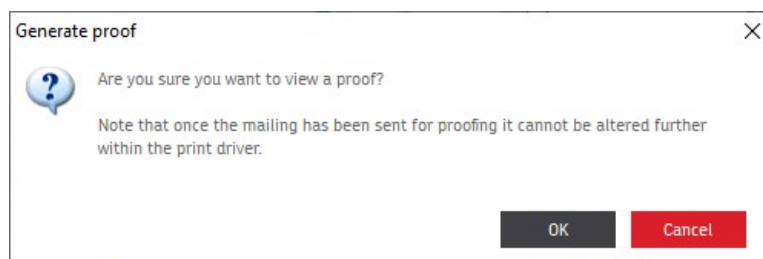 Generate proof
Are you sure you want to view a proof?
Note that once the mailing has been sent for proofing it cannot be altered further
within the print driver.
OK
Cancel